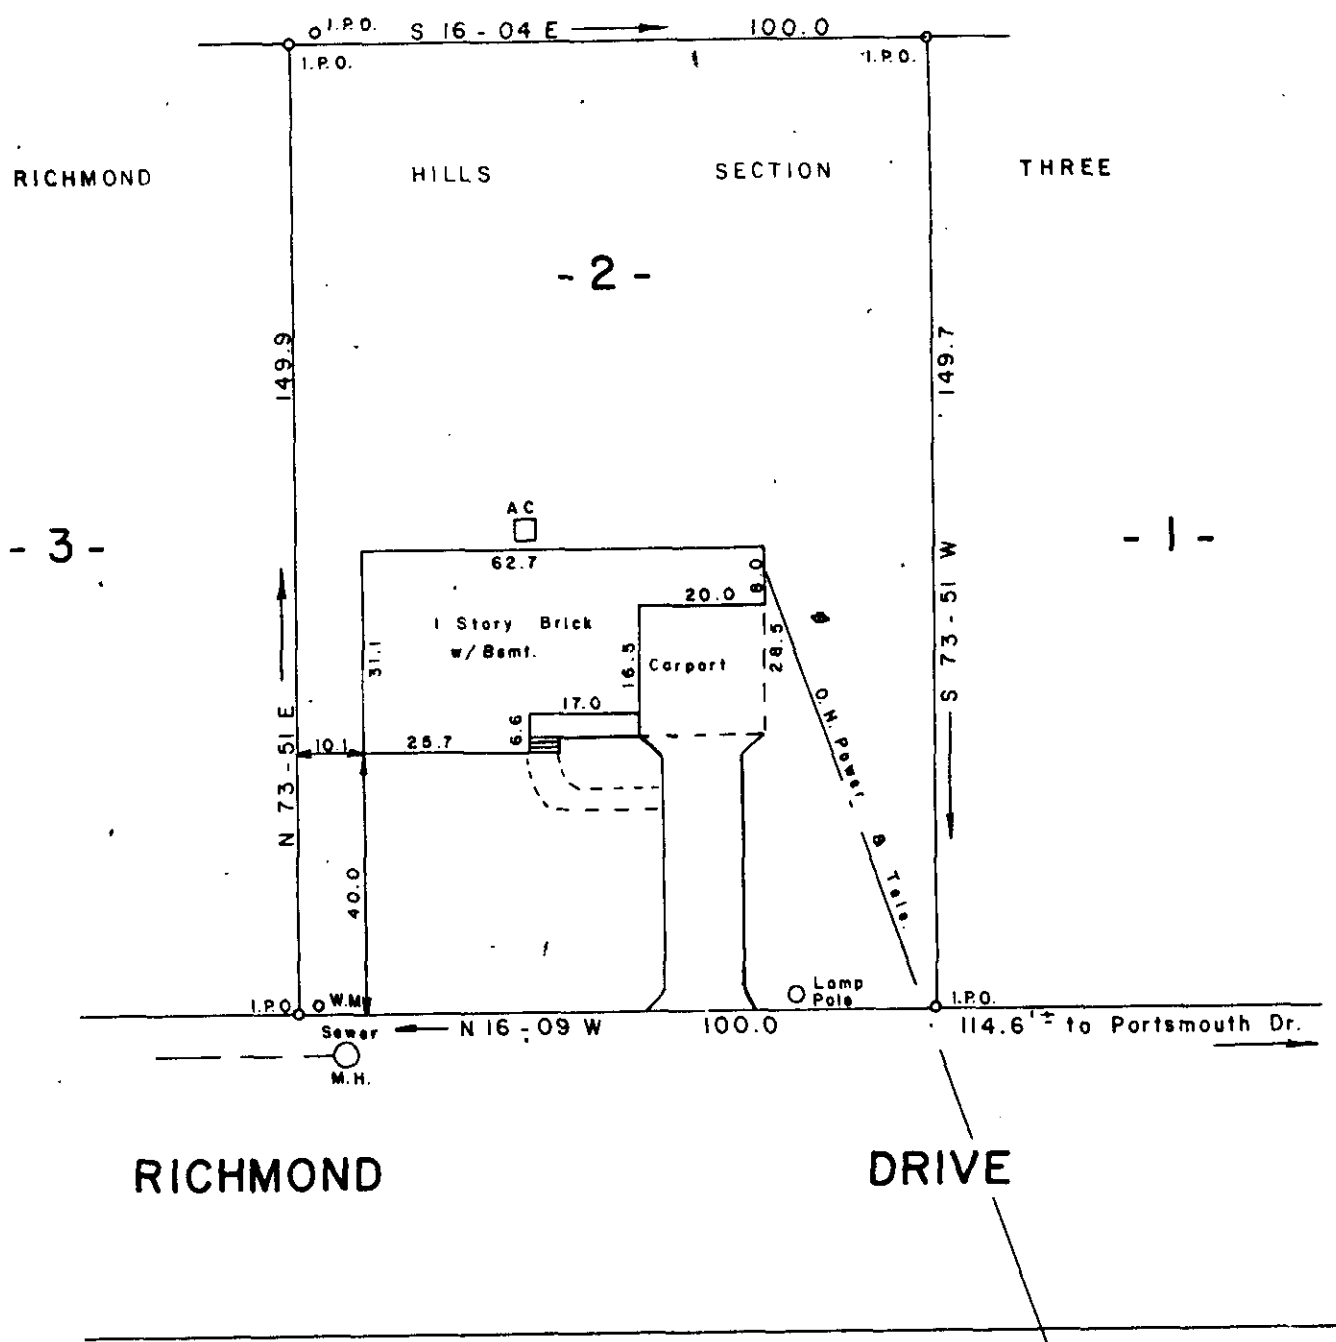 I.P.O. S 16-04 E 100.0
I.P.O. I.P.O.
RICHMOND HILLS SECTION THREE
- 2 -
149.9 149.7
A C
- 3 - - 1 -
62.7
8.0
20.0
1 Story Brick
w/ Bsmt.
31.1
16.5
Carport
28.5
S 73-51 W
17.0
6.6
10.1 25.7
N 73-51 E
O.H. Power & Tele.
40.0
Lamp
Pole
I.P.O. W.M. I.P.O.
Sewer N 16-09 W 100.0 114.6'± to Portsmouth Dr.
M.H.
RICHMOND DRIVE